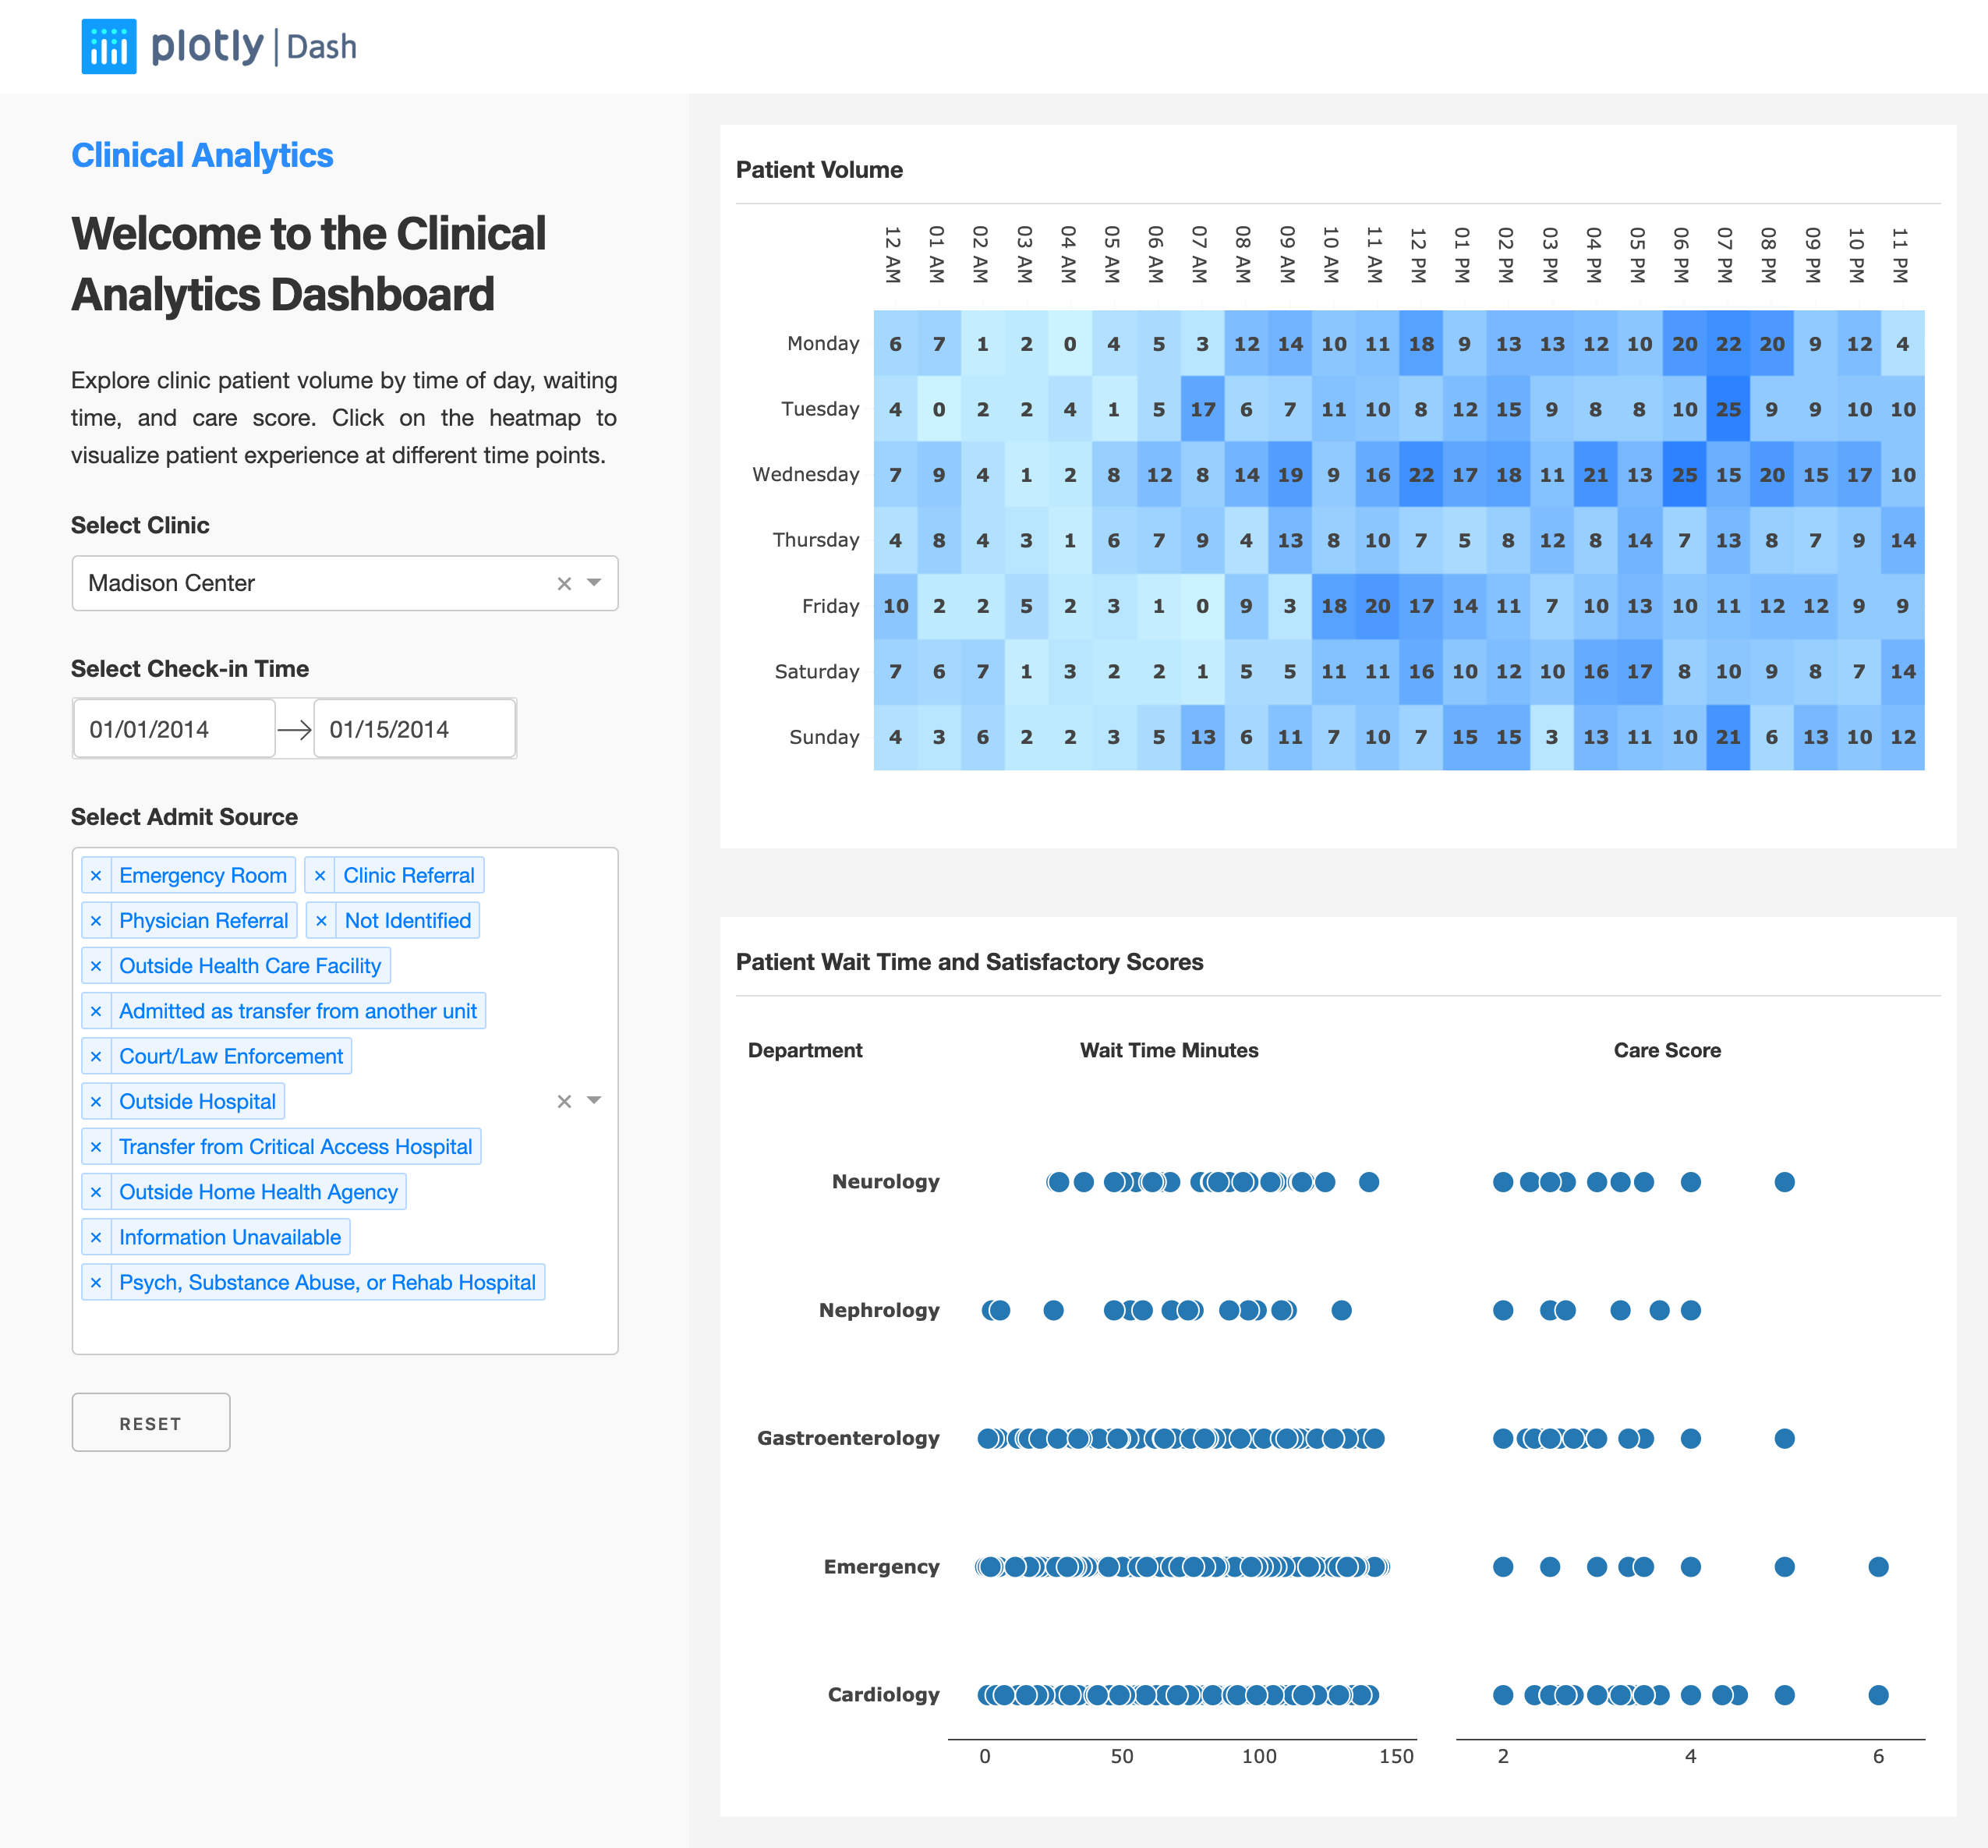 plotly | Dash
Clinical Analytics
Welcome to the Clinical
Analytics Dashboard
Explore clinic patient volume by time of day, waiting
time, and care score. Click on the heatmap to
visualize patient experience at different time points.
Select Clinic
Madison Center × 
Select Check-in Time
01/01/2014 → 01/15/2014
Select Admit Source
× Emergency Room × Clinic Referral
× Physician Referral × Not Identified
× Outside Health Care Facility
× Admitted as transfer from another unit
× Court/Law Enforcement
× Outside Hospital ×
× Transfer from Critical Access Hospital
× Outside Home Health Agency
× Information Unavailable
× Psych, Substance Abuse, or Rehab Hospital
RESET
Patient Volume
12 AM 01 AM 02 AM 03 AM 04 AM 05 AM 06 AM 07 AM 08 AM 09 AM 10 AM 11 AM 12 PM 01 PM 02 PM 03 PM 04 PM 05 PM 06 PM 07 PM 08 PM 09 PM 10 PM 11 PM
Monday 6 7 1 2 0 4 5 3 12 14 10 11 18 9 13 13 12 10 20 22 20 9 12 4
Tuesday 4 0 2 2 4 1 5 17 6 7 11 10 8 12 15 9 8 8 10 25 9 9 10 10
Wednesday 7 9 4 1 2 8 12 8 14 19 9 16 22 17 18 11 21 13 25 15 20 15 17 10
Thursday 4 8 4 3 1 6 7 9 4 13 8 10 7 5 8 12 8 14 7 13 8 7 9 14
Friday 10 2 2 5 2 3 1 0 9 3 18 20 17 14 11 7 10 13 10 11 12 12 9 9
Saturday 7 6 7 1 3 2 2 1 5 5 11 11 16 10 12 10 16 17 8 10 9 8 7 14
Sunday 4 3 6 2 2 3 5 13 6 11 7 10 7 15 15 3 13 11 10 21 6 13 10 12
Patient Wait Time and Satisfactory Scores
Department Wait Time Minutes Care Score
Neurology
Nephrology
Gastroenterology
Emergency
Cardiology
0 50 100 150 2 4 6